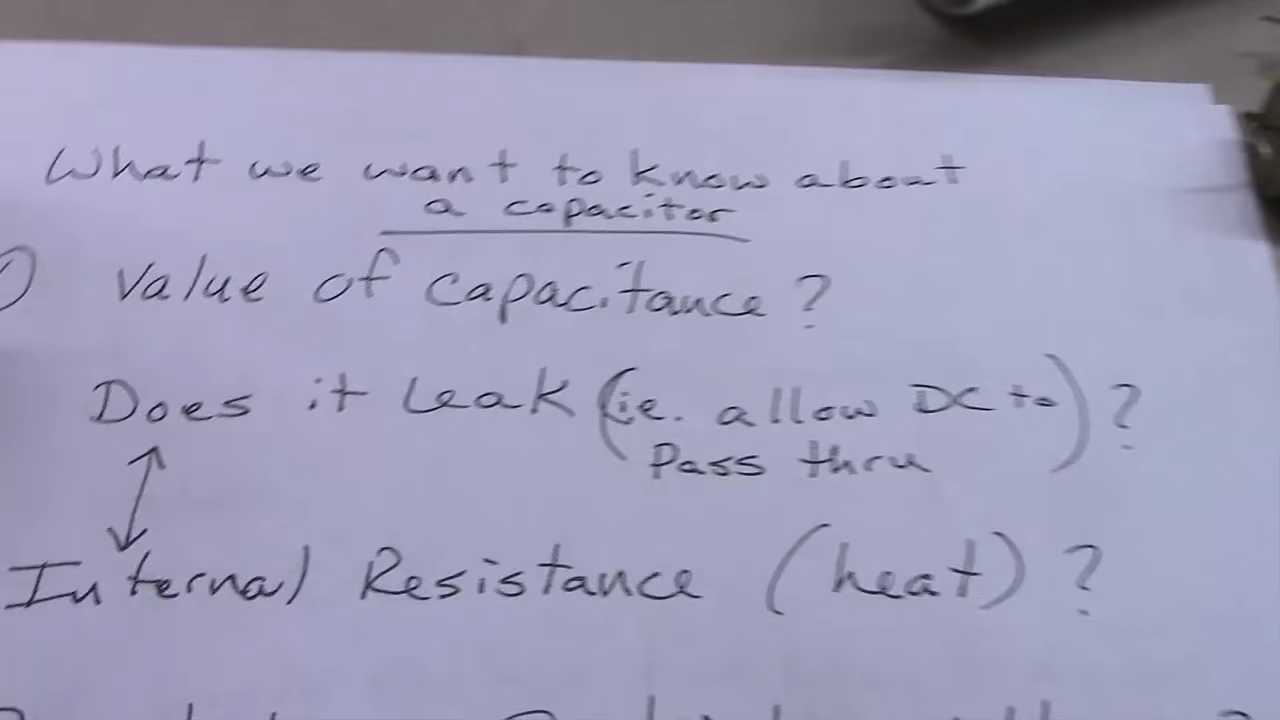 What we want to know about
a capacitor
Value of capacitance?
Does it Leak (ie. allow DC to)?
Pass thru
Internal Resistance (heat)?